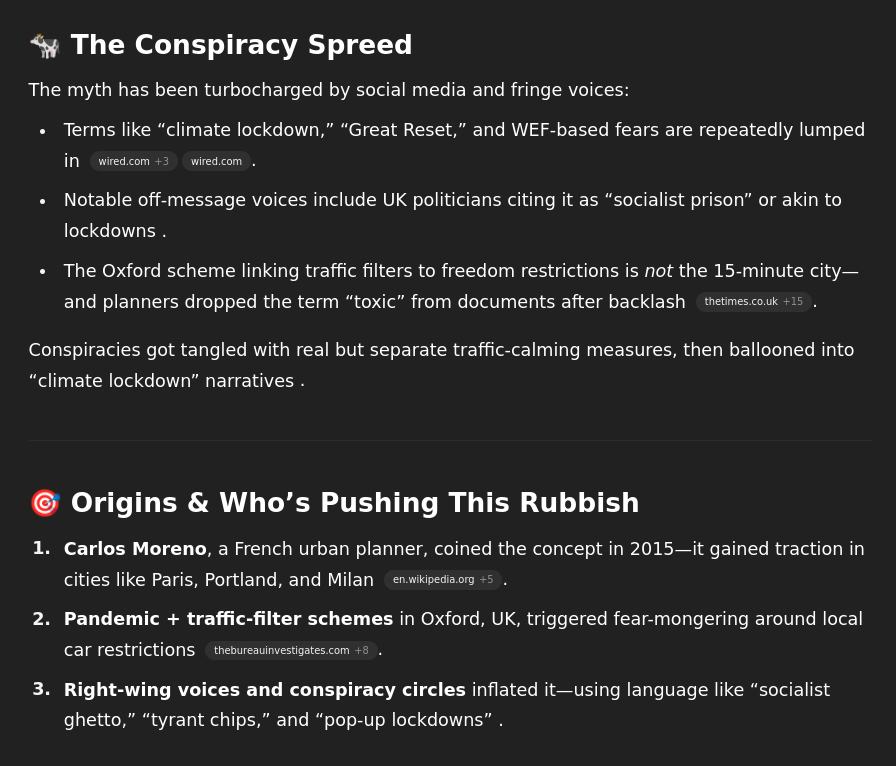 🐄 The Conspiracy Spreed
The myth has been turbocharged by social media and fringe voices:
• Terms like “climate lockdown,” “Great Reset,” and WEF-based fears are repeatedly lumped
in wired.com +3 wired.com .
• Notable off-message voices include UK politicians citing it as “socialist prison” or akin to
lockdowns .
• The Oxford scheme linking traffic filters to freedom restrictions is not the 15-minute city—
and planners dropped the term “toxic” from documents after backlash thetimes.co.uk +15 .
Conspiracies got tangled with real but separate traffic-calming measures, then ballooned into
“climate lockdown” narratives .
🎯 Origins & Who’s Pushing This Rubbish
1. Carlos Moreno, a French urban planner, coined the concept in 2015—it gained traction in
cities like Paris, Portland, and Milan en.wikipedia.org +5 .
2. Pandemic + traffic-filter schemes in Oxford, UK, triggered fear-mongering around local
car restrictions thebureauinvestigates.com +8 .
3. Right-wing voices and conspiracy circles inflated it—using language like “socialist
ghetto,” “tyrant chips,” and “pop-up lockdowns” .